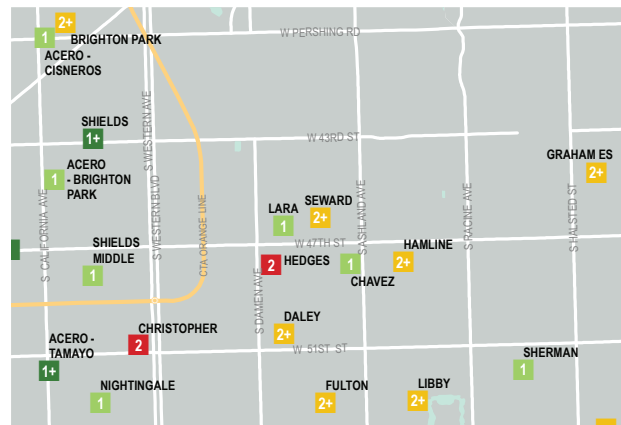 2+
1
BRIGHTON PARK
ACERO -
CISNEROS
W PERSHING RD
SHIELDS
1+
S WESTERN AVE
W 43RD ST
GRAHAM ES
2+
ACERO
- BRIGHTON
PARK
1
S CALIFORNIA AVE
S WESTERN BLVD
CTA ORANGE LINE
LARA
1
SEWARD
2+
S ASHLAND AVE
S RACINE AVE
S HALSTED ST
W 47TH ST
SHIELDS
MIDDLE
1
2
HEDGES
1
CHAVEZ
HAMLINE
2+
S DAMEN AVE
DALEY
2+
CHRISTOPHER
2
ACERO -
TAMAYO
1+
W 51ST ST
SHERMAN
1
NIGHTINGALE
1
FULTON
2+
LIBBY
2+